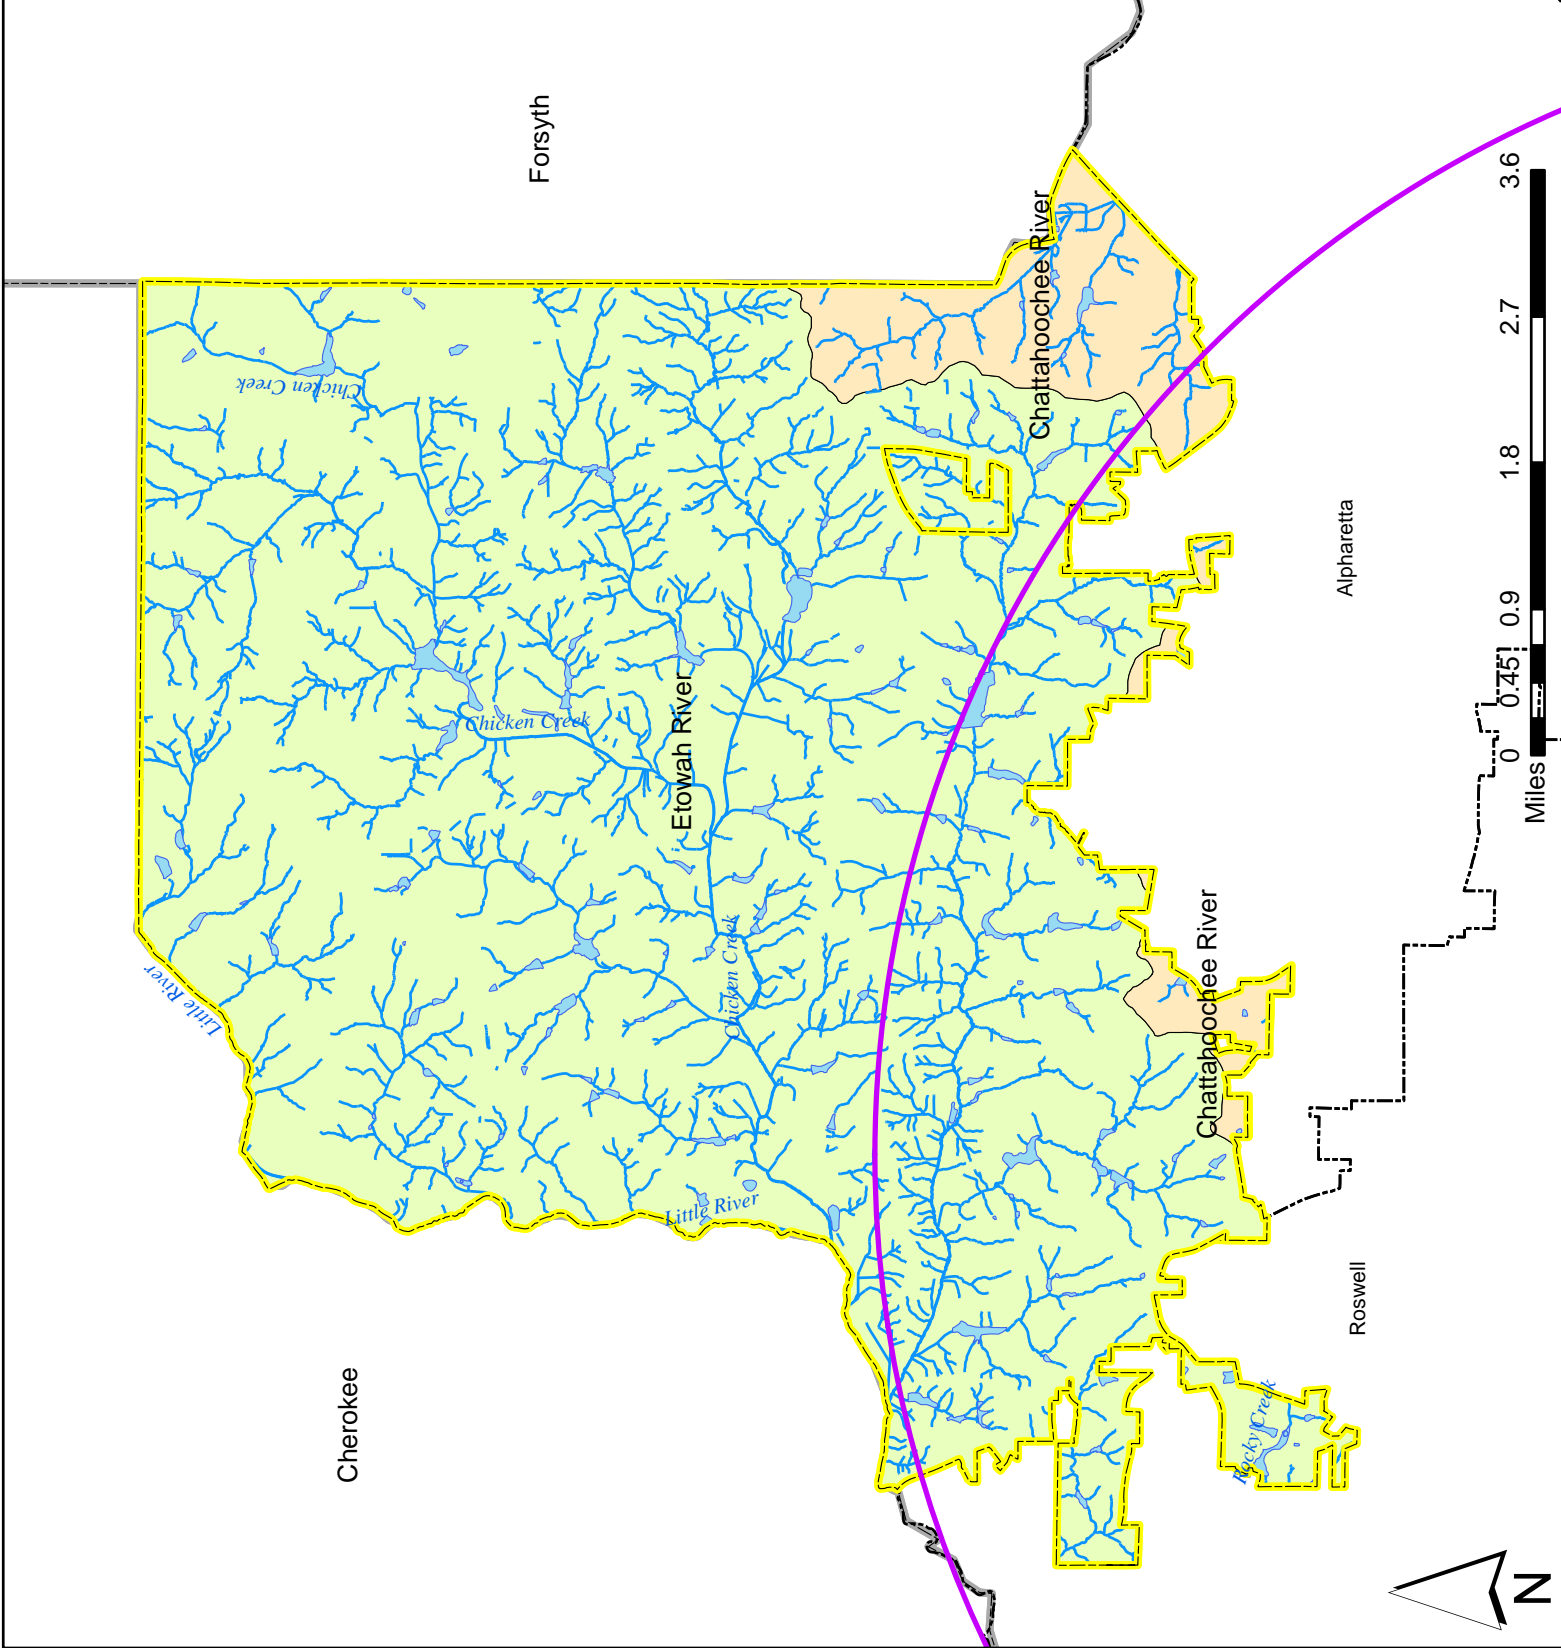 Forsyth
Cherokee
Chicken Creek
Little River
Chicken Creek
Etowah River
Chicken Creek
Little River
Chattahoochee River
Chattahoochee River
Rocky Creek
Alpharetta
Roswell
0 0.45 0.9 1.8 2.7 3.6
Miles
N